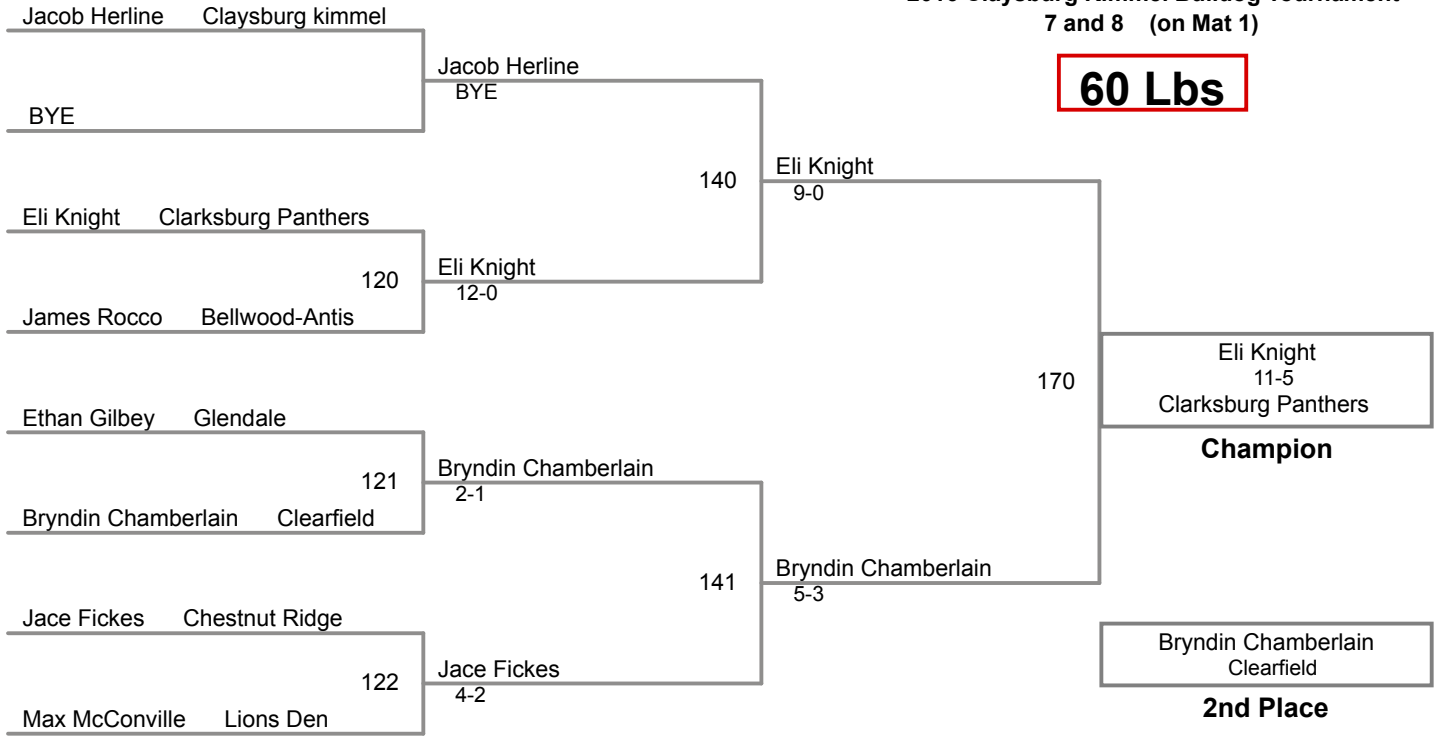 Claysburg Kimmel Bulldog Tournament
7 and 8 (on Mat 1)
60 Lbs
Jacob Herline Claysburg kimmel
BYE
Jacob Herline
BYE
Eli Knight Clarksburg Panthers
120
James Rocco Bellwood-Antis
Eli Knight
12-0
140
Eli Knight
9-0
Ethan Gilbey Glendale
121
Bryndin Chamberlain Clearfield
Bryndin Chamberlain
2-1
Jace Fickes Chestnut Ridge
122
Max McConville Lions Den
Jace Fickes
4-2
141
Bryndin Chamberlain
5-3
170
Eli Knight
11-5
Clarksburg Panthers
Champion
Bryndin Chamberlain
Clearfield
2nd Place